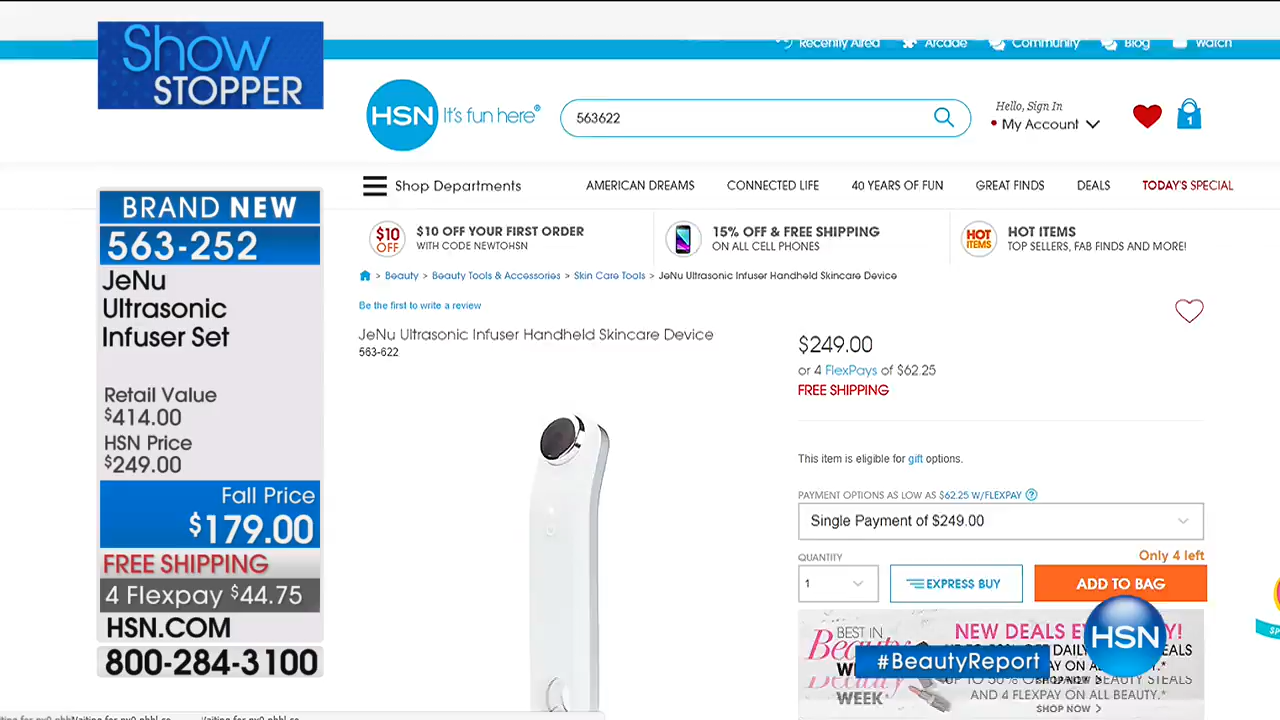 Show
STOPPER
BRAND NEW
563-252
JeNu
Ultrasonic
Infuser Set
Retail Value
$414.00
HSN Price
$249.00
Fall Price
$179.00
FREE SHIPPING
4 Flexpay $44.75
HSN.COM
800-284-3100
Recently Aired Arcade Community Blog Watch
HSN It's fun here®
563622
Hello, Sign In
My Account
1
Shop Departments AMERICAN DREAMS CONNECTED LIFE 40 YEARS OF FUN GREAT FINDS DEALS TODAY'S SPECIAL
$10 OFF
$10 OFF YOUR FIRST ORDER
WITH CODE NEWTOHSN
15% OFF & FREE SHIPPING
ON ALL CELL PHONES
HOT ITEMS
HOT ITEMS
TOP SELLERS, FAB FINDS AND MORE!
> Beauty > Beauty Tools & Accessories > Skin Care Tools > JeNu Ultrasonic Infuser Handheld Skincare Device
Be the first to write a review
JeNu Ultrasonic Infuser Handheld Skincare Device
563-622
$249.00
or 4 FlexPays of $62.25
FREE SHIPPING
This item is eligible for gift options.
PAYMENT OPTIONS AS LOW AS $62.25 W/FLEXPAY ?
Single Payment of $249.00
QUANTITY
Only 4 left
1
EXPRESS BUY
ADD TO BAG
BEST IN
Beauty
WEEK
NEW DEALS
AND 4 FLEXPAY ON ALL BEAUTY.*
SHOP NOW >
#BeautyReport
HSN